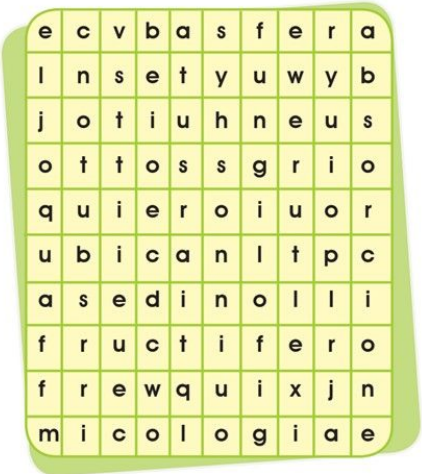 e c v b a s f e r a
l n s e t y u w y b
j o t i u h n e u s
o t t o s s g r i o
q u i e r o i u o r
u b i c a n l t p c
a s e d i n o l l i
f r u c t i f e r o
f r e w q u i x j n
m i c o l o g i a e